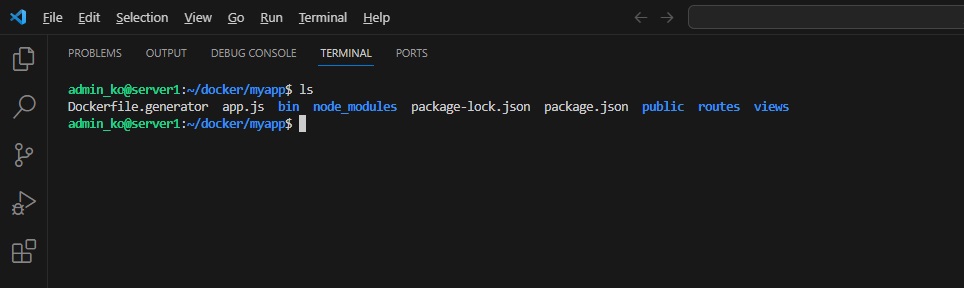 File Edit Selection View Go Run Terminal Help
PROBLEMS OUTPUT DEBUG CONSOLE TERMINAL PORTS
admin_ko@server1:~/docker/myapp$ ls
Dockerfile.generator app.js bin node_modules package-lock.json package.json public routes views
admin_ko@server1:~/docker/myapp$